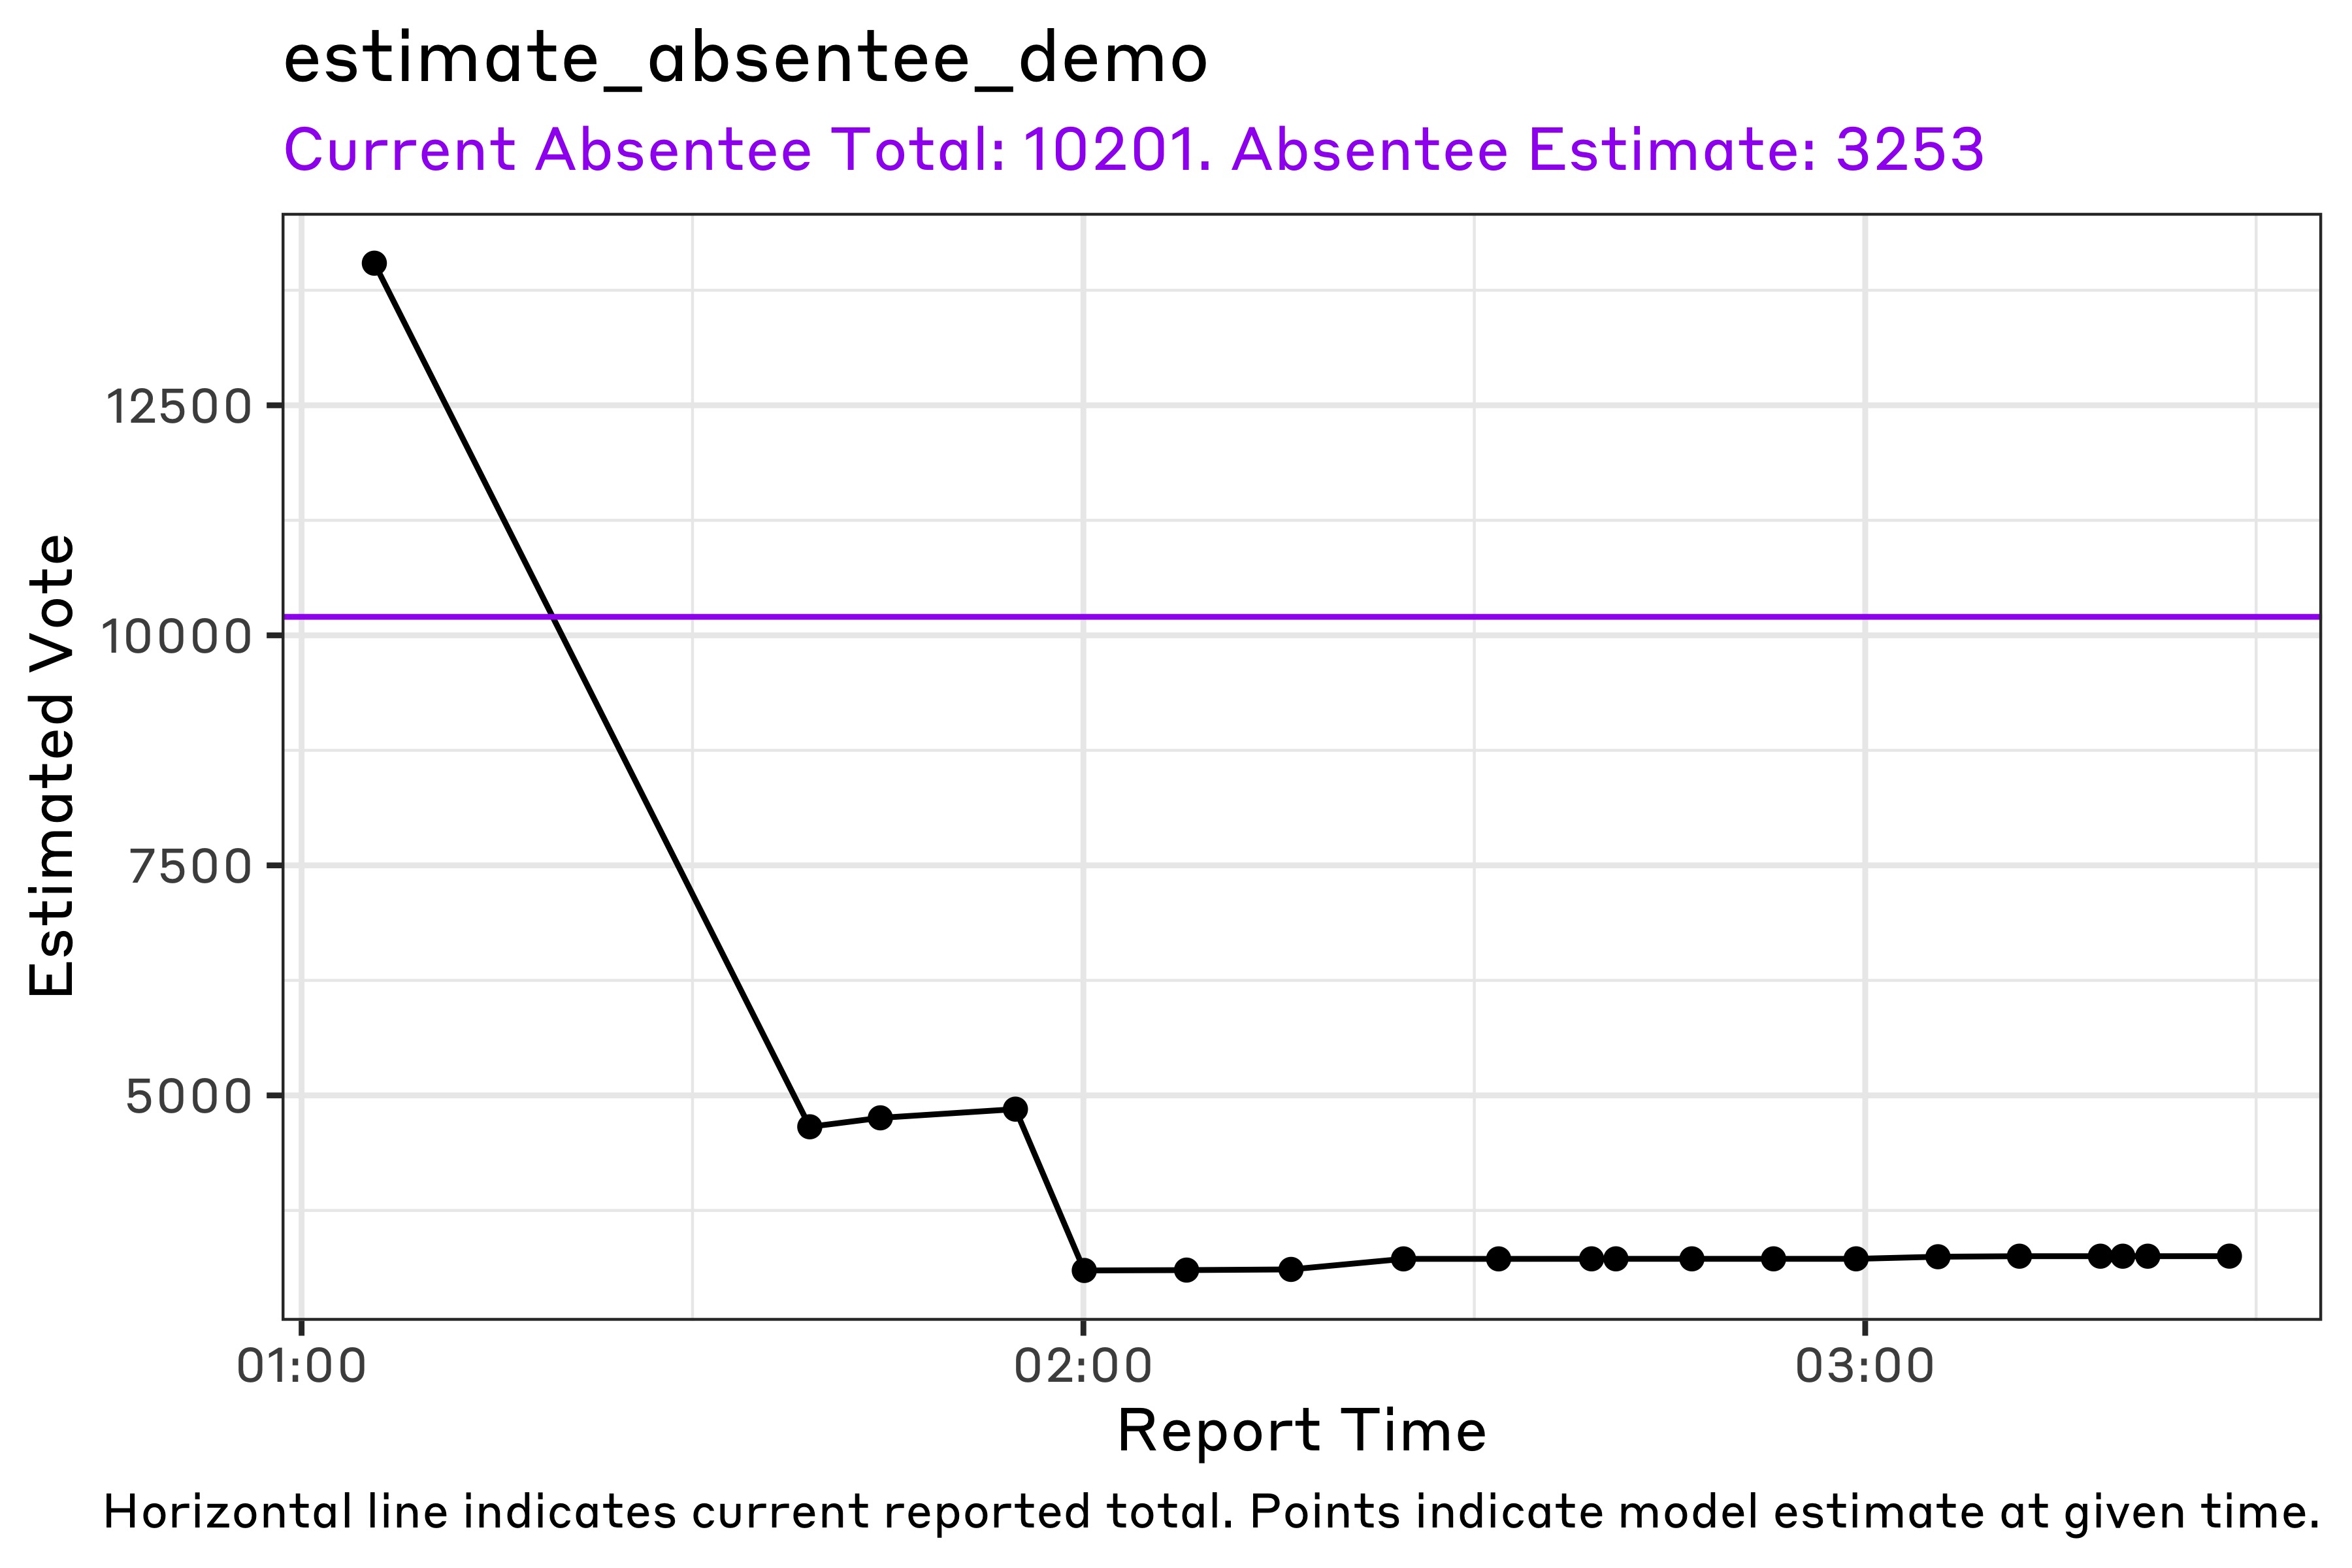 estimate_absentee_demo
Current Absentee Total: 10201. Absentee Estimate: 3253
Estimated Vote
12500
10000
7500
5000
01:00 02:00 03:00
Report Time
Horizontal line indicates current reported total. Points indicate model estimate at given time.